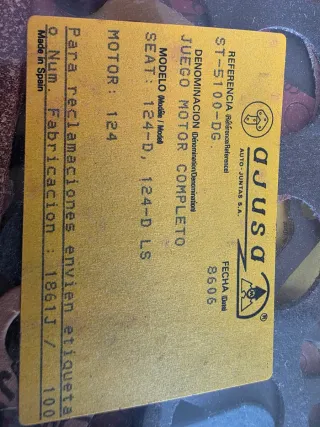 ajusa ®
AUTO-JUNTAS S.A.
REFERENCIA (Référence/Reference)
ST-5100-DG
FECHA (Date)
8606
DENOMINACION (Dénomination/Denomination)
JUEGO MOTOR COMPLETO
MODELO (Modèle / Model)
SEAT: 124-D, 124-D LS
MOTOR: 124
Para reclamaciones envien etiqueta
o Num. Fabricacion : 1861J / 100
Made in Spain